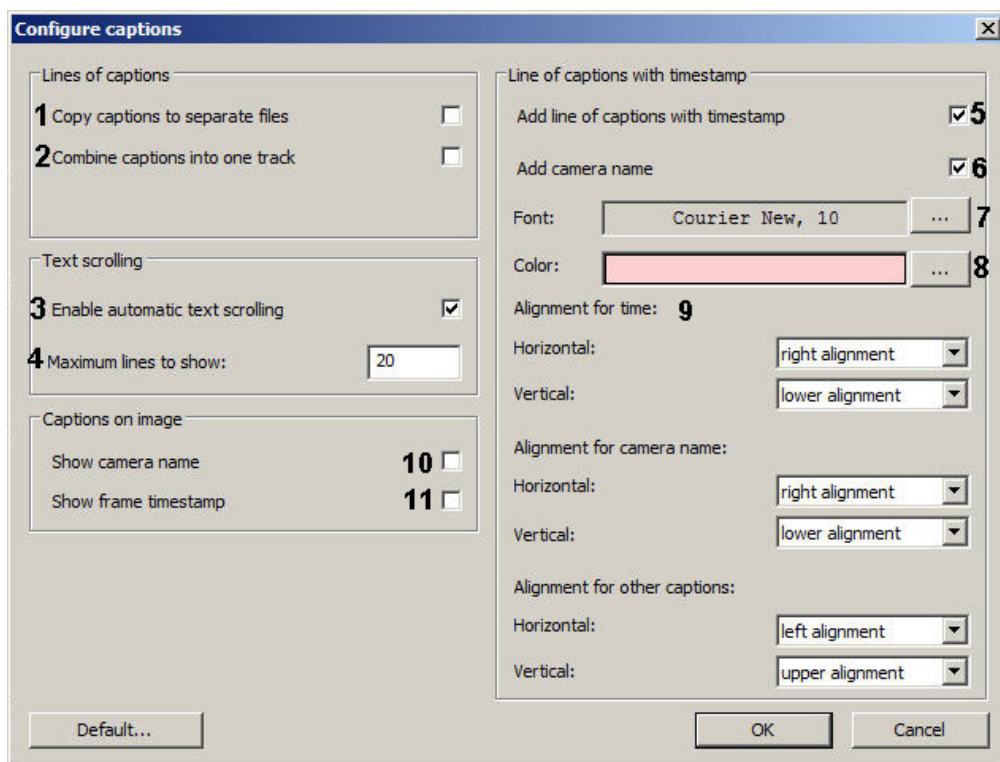 Configure captions
Lines of captions
1 Copy captions to separate files
2 Combine captions into one track
Text scrolling
3 Enable automatic text scrolling
4 Maximum lines to show: 20
Captions on image
Show camera name 10
Show frame timestamp 11
Line of captions with timestamp
Add line of captions with timestamp 5
Add camera name 6
Font: Courier New, 10 ... 7
Color: ... 8
Alignment for time: 9
Horizontal: right alignment
Vertical: lower alignment
Alignment for camera name:
Horizontal: right alignment
Vertical: lower alignment
Alignment for other captions:
Horizontal: left alignment
Vertical: upper alignment
Default...
OK
Cancel